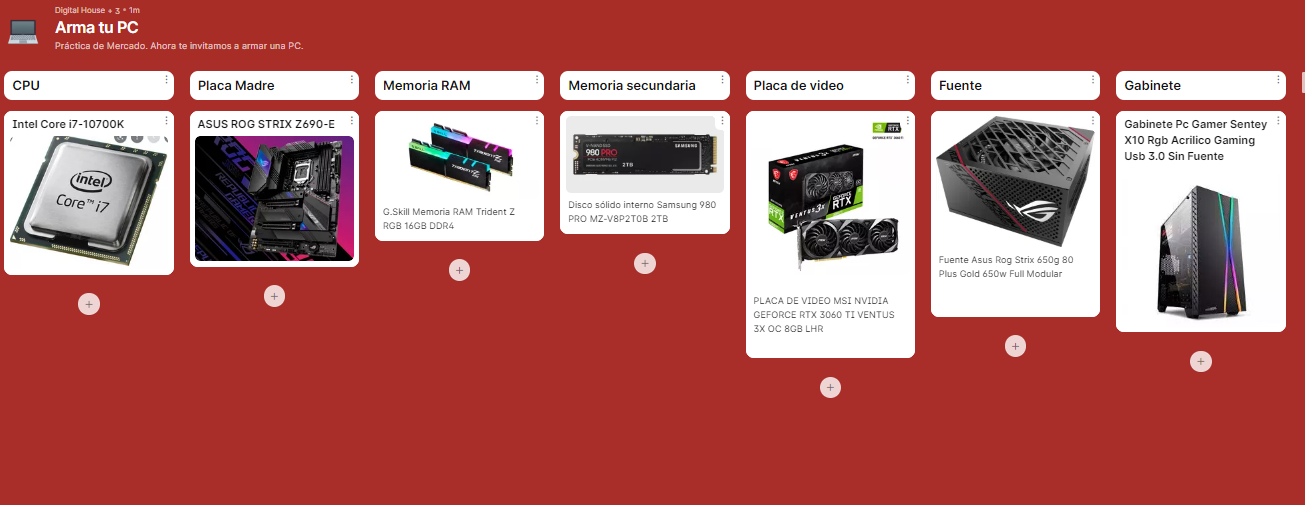 Digital House + 3 • 1m
Arma tu PC
Práctica de Mercado. Ahora te invitamos a armar una PC.
CPU
Intel Core i7-10700K
intel
Core™ i7
Placa Madre
ASUS ROG STRIX Z690-E
Memoria RAM
G.Skill Memoria RAM Trident Z
RGB 16GB DDR4
Memoria secundaria
980 PRO
SAMSUNG
2TB
Disco sólido interno Samsung 980
PRO MZ-V8P2T0B 2TB
Placa de video
RTX
VENTUS 3X
GEFORCE
RTX
PLACA DE VIDEO MSI NVIDIA
GEFORCE RTX 3060 TI VENTUS
3X OC 8GB LHR
Fuente
Fuente Asus Rog Strix 650g 80
Plus Gold 650w Full Modular
Gabinete
Gabinete Pc Gamer Sentey
X10 Rgb Acrilico Gaming
Usb 3.0 Sin Fuente